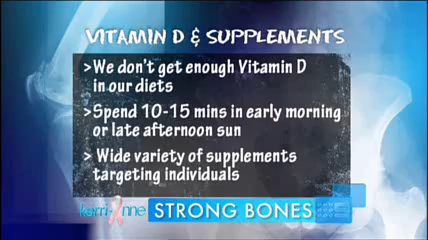 VITAMIN D & SUPPLEMENTS
>We don't get enough Vitamin D
in our diets
>Spend 10-15 mins in early morning
or late afternoon sun
> Wide variety of supplements
targeting individuals
kerri-Anne STRONG BONES